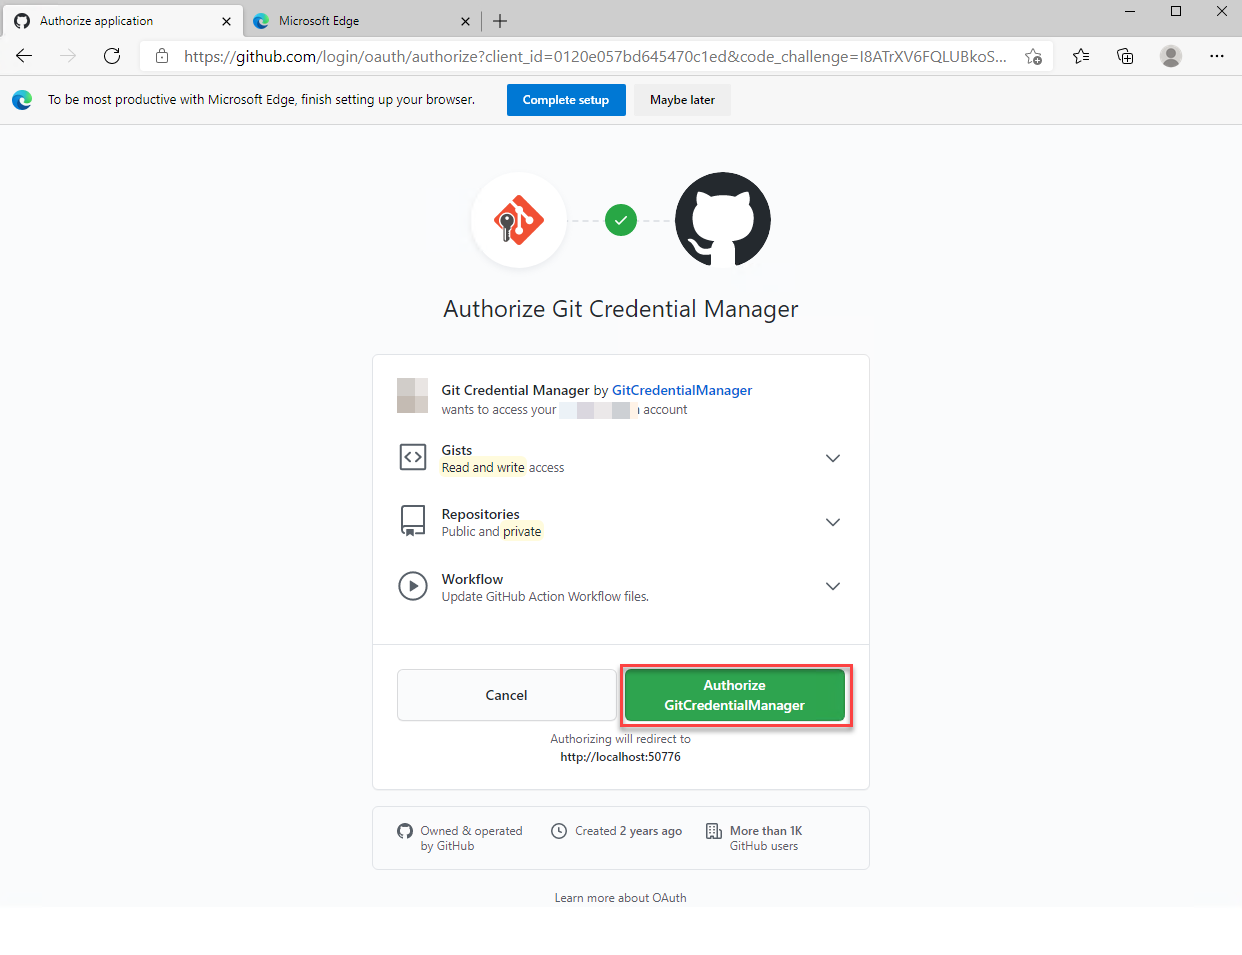 Authorize application
Microsoft Edge
https://github.com/login/oauth/authorize?client_id=0120e057bd645470c1ed&code_challenge=I8ATrXV6FQLUBkoS...
To be most productive with Microsoft Edge, finish setting up your browser.
Complete setup
Maybe later
Authorize Git Credential Manager
Git Credential Manager by GitCredentialManager
wants to access your account
Gists
Read and write access
Repositories
Public and private
Workflow
Update GitHub Action Workflow files.
Cancel
Authorize
GitCredentialManager
Authorizing will redirect to
http://localhost:50776
Owned & operated
by GitHub
Created 2 years ago
More than 1K
GitHub users
Learn more about OAuth